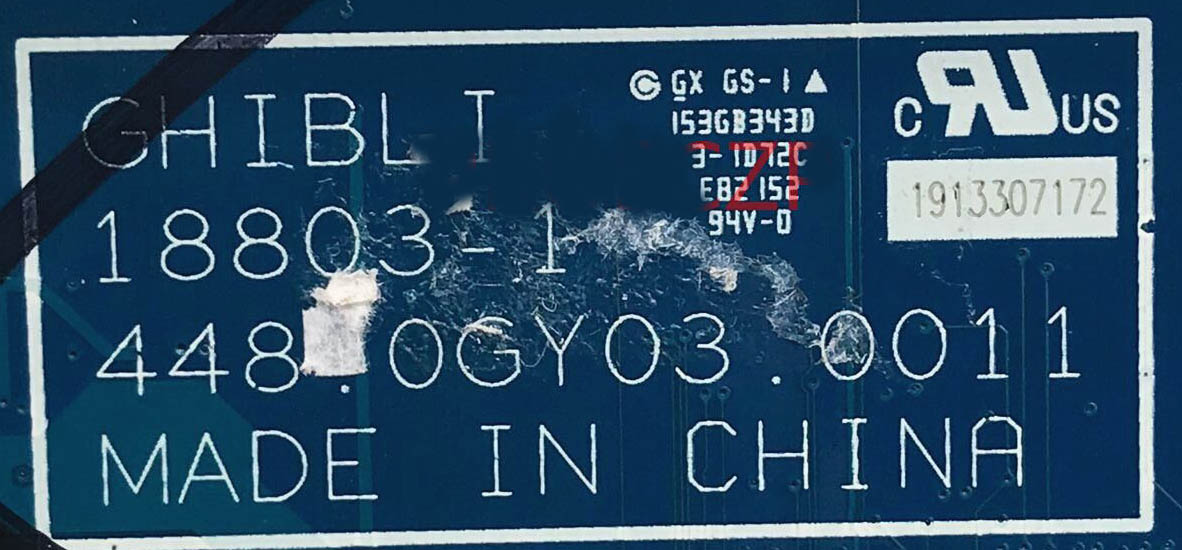 GHIBLI
18803-1
448.0GY03.0011
MADE IN CHINA
GX GS-1
153GB343D
3-1D72C
E82152
94V-0
C UR US
1913307172